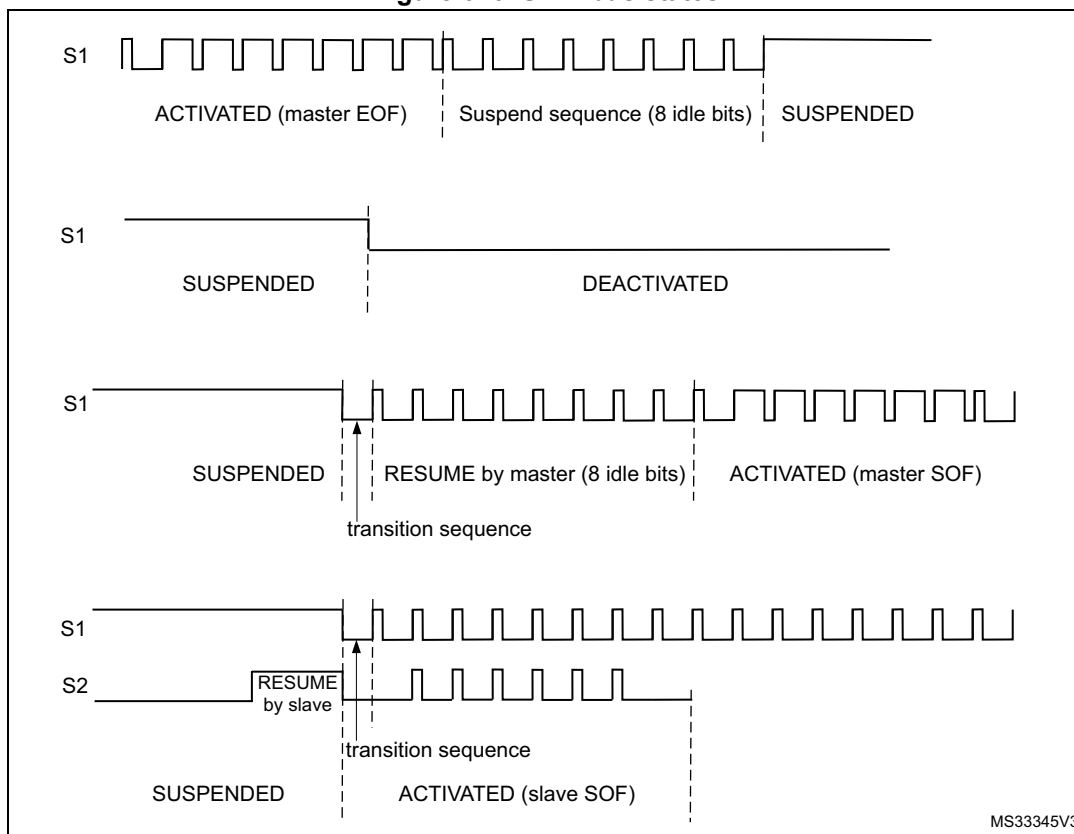 S1
ACTIVATED (master EOF) Suspend sequence (8 idle bits) SUSPENDED
S1
SUSPENDED DEACTIVATED
S1
SUSPENDED RESUME by master (8 idle bits) ACTIVATED (master SOF)
transition sequence
S1
S2
RESUME
by slave
transition sequence
SUSPENDED ACTIVATED (slave SOF)
MS33345V3